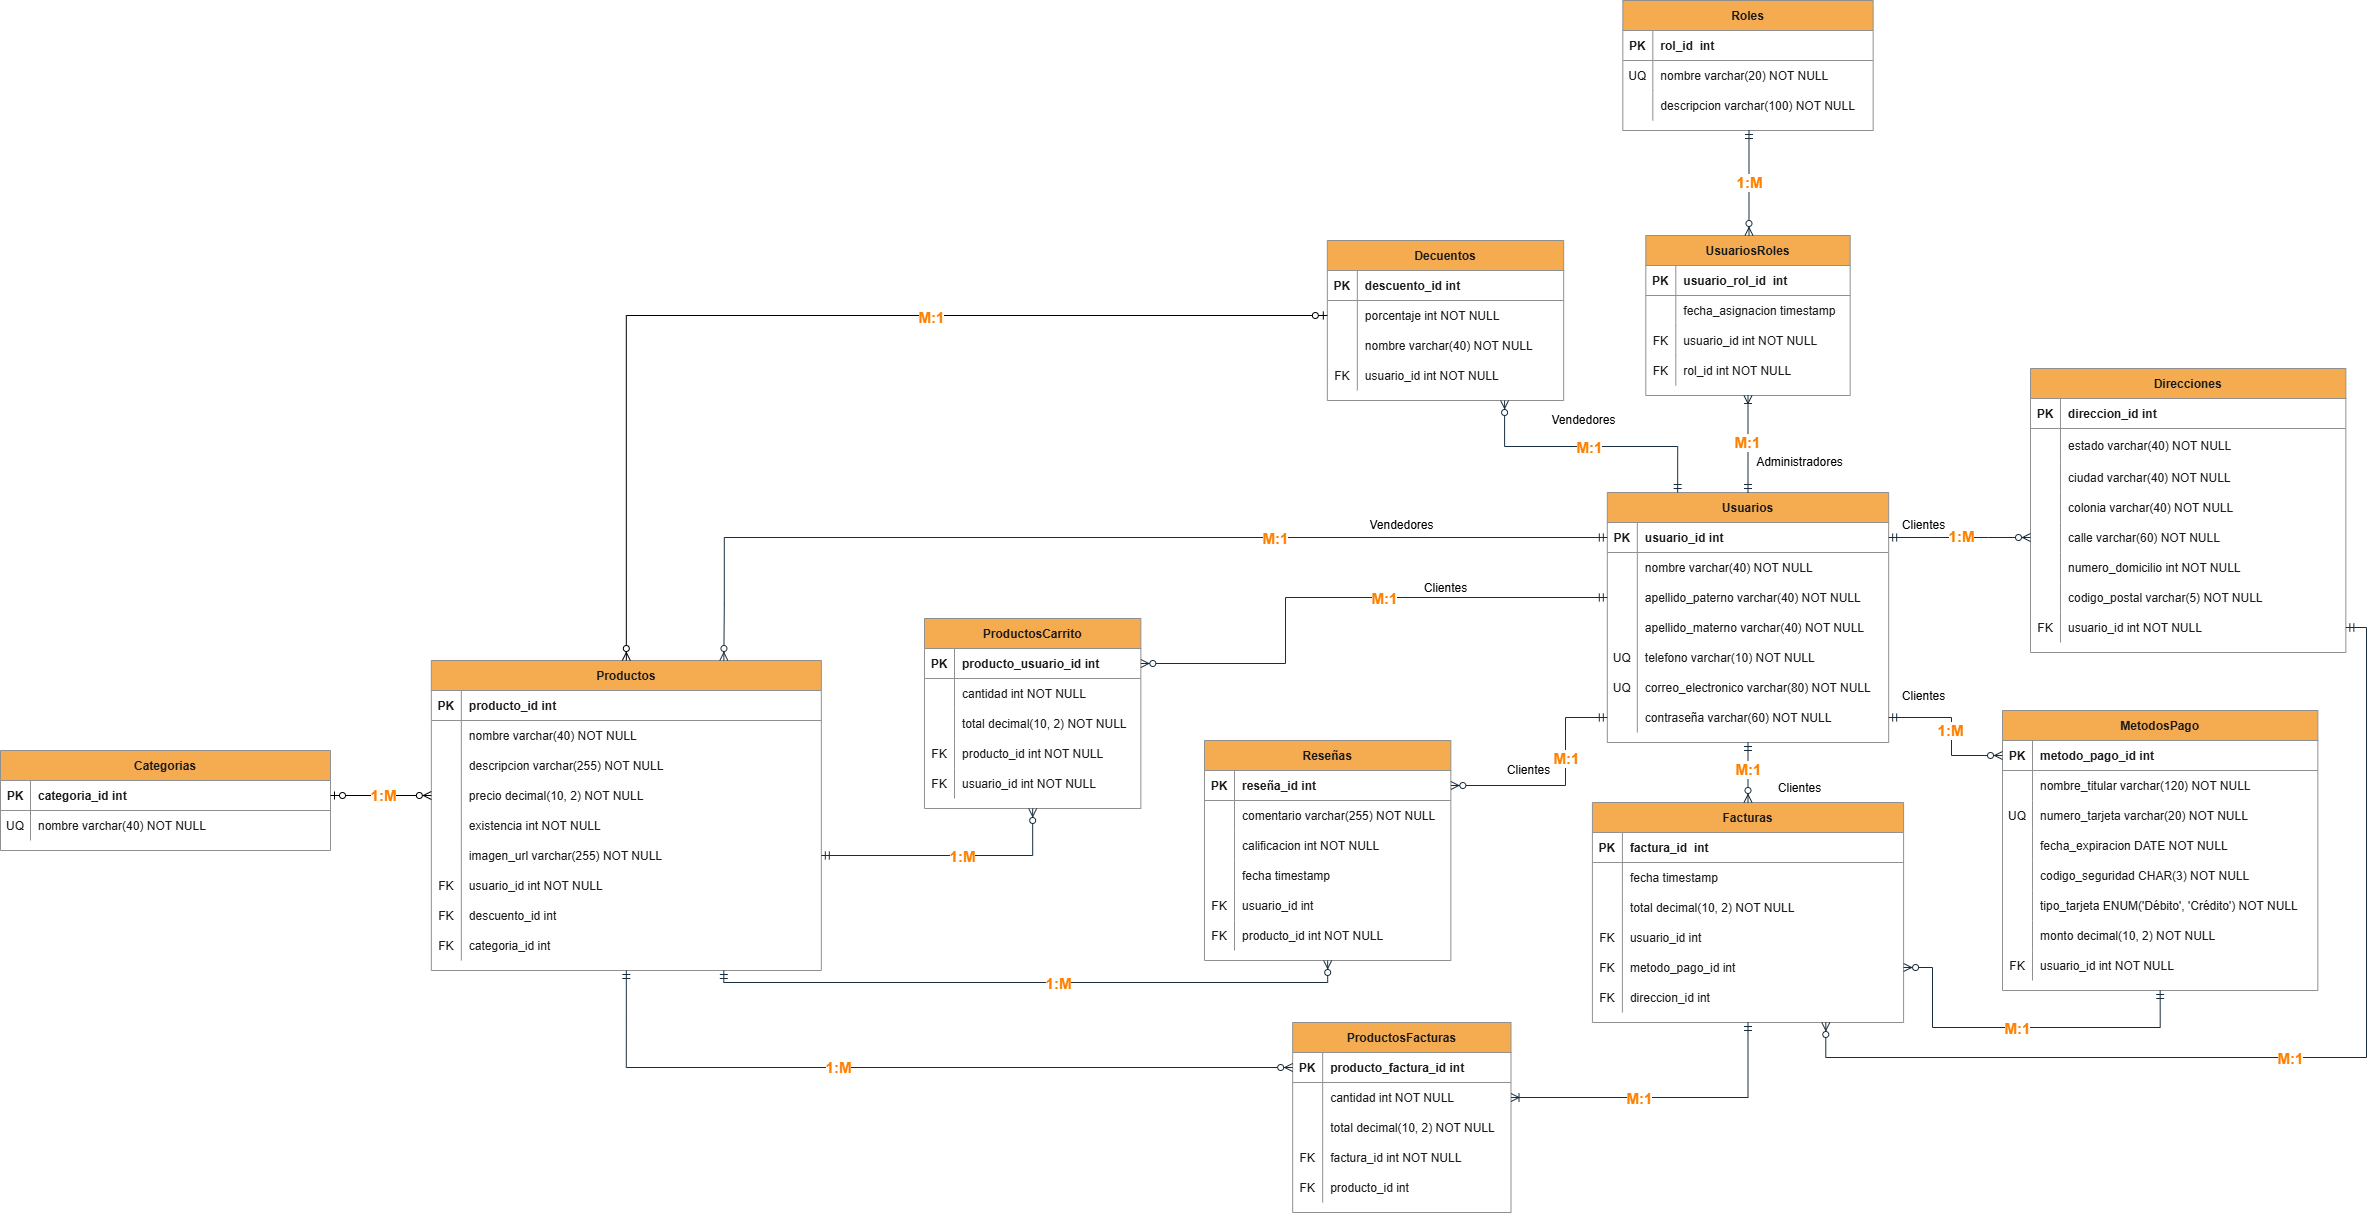 Roles
PK rol_id int
UQ nombre varchar(20) NOT NULL
descripcion varchar(100) NOT NULL
1:M
UsuariosRoles
PK usuario_rol_id int
fecha_asignacion timestamp
FK usuario_id int NOT NULL
FK rol_id int NOT NULL
M:1
Administradores
Decuentos
PK descuento_id int
porcentaje int NOT NULL
nombre varchar(40) NOT NULL
FK usuario_id int NOT NULL
M:1
Vendedores
M:1
Direcciones
PK direccion_id int
estado varchar(40) NOT NULL
ciudad varchar(40) NOT NULL
colonia varchar(40) NOT NULL
calle varchar(60) NOT NULL
numero_domicilio int NOT NULL
codigo_postal varchar(5) NOT NULL
FK usuario_id int NOT NULL
Usuarios
PK usuario_id int
nombre varchar(40) NOT NULL
apellido_paterno varchar(40) NOT NULL
apellido_materno varchar(40) NOT NULL
UQ telefono varchar(10) NOT NULL
UQ correo_electronico varchar(80) NOT NULL
contraseña varchar(60) NOT NULL
Clientes
1:M
Vendedores
M:1
Clientes
M:1
Clientes
1:M
Clientes
M:1
M:1
Clientes
ProductosCarrito
PK producto_usuario_id int
cantidad int NOT NULL
total decimal(10, 2) NOT NULL
FK producto_id int NOT NULL
FK usuario_id int NOT NULL
1:M
Productos
PK producto_id int
nombre varchar(40) NOT NULL
descripcion varchar(255) NOT NULL
precio decimal(10, 2) NOT NULL
existencia int NOT NULL
imagen_url varchar(255) NOT NULL
FK usuario_id int NOT NULL
FK descuento_id int
FK categoria_id int
Categorias
PK categoria_id int
UQ nombre varchar(40) NOT NULL
1:M
Reseñas
PK reseña_id int
comentario varchar(255) NOT NULL
calificacion int NOT NULL
fecha timestamp
FK usuario_id int
FK producto_id int NOT NULL
1:M
MetodosPago
PK metodo_pago_id int
nombre_titular varchar(120) NOT NULL
UQ numero_tarjeta varchar(20) NOT NULL
fecha_expiracion DATE NOT NULL
codigo_seguridad CHAR(3) NOT NULL
tipo_tarjeta ENUM('Débito', 'Crédito') NOT NULL
monto decimal(10, 2) NOT NULL
FK usuario_id int NOT NULL
Facturas
PK factura_id int
fecha timestamp
total decimal(10, 2) NOT NULL
FK usuario_id int
FK metodo_pago_id int
FK direccion_id int
M:1
M:1
ProductosFacturas
PK producto_factura_id int
cantidad int NOT NULL
total decimal(10, 2) NOT NULL
FK factura_id int NOT NULL
FK producto_id int
1:M
M:1